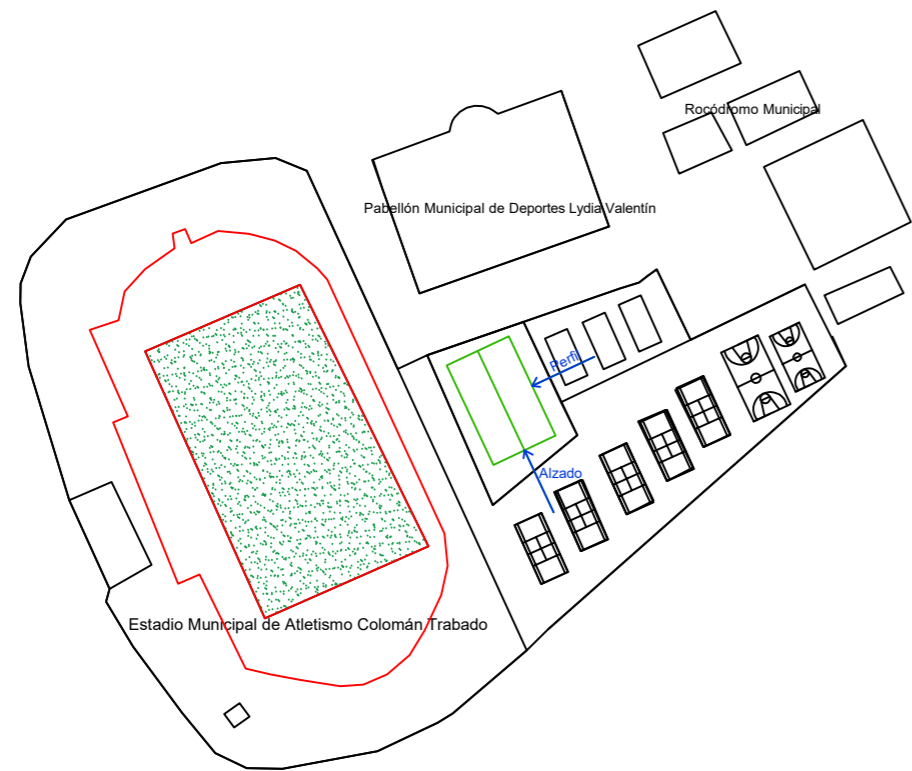 Rocódromo Municipal
Pabellón Municipal de Deportes Lydia Valentín
Perfil
Alzado
Estadio Municipal de Atletismo Colomán Trabado